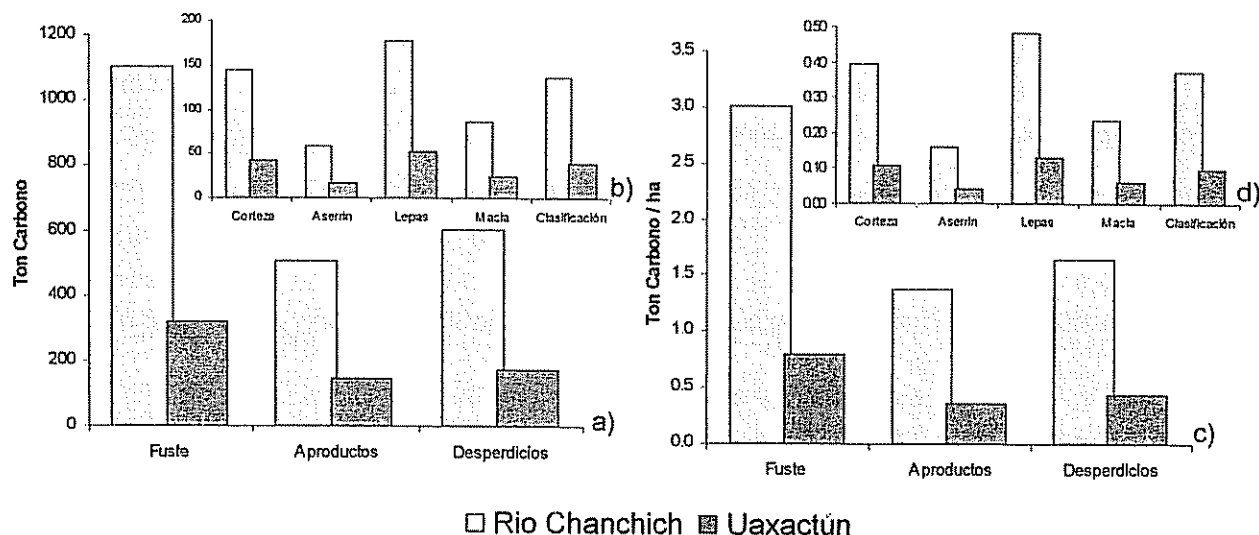 Ton Carbono
1200
1000
800
600
400
200
0
Fuste
Aproductos
Desperdicios
a)
200
150
100
50
0
Corteza
Aserrin
Lepas
Macia
Clasificación
b)
Ton Carbono / ha
3.5
3.0
2.5
2.0
1.5
1.0
0.5
0.0
Fuste
Aproductos
Desperdicios
c)
0.50
0.40
0.30
0.20
0.10
0.00
Corteza
Aserrin
Lepas
Macia
Clasificación
d)
Rio Chanchich
Uaxactún